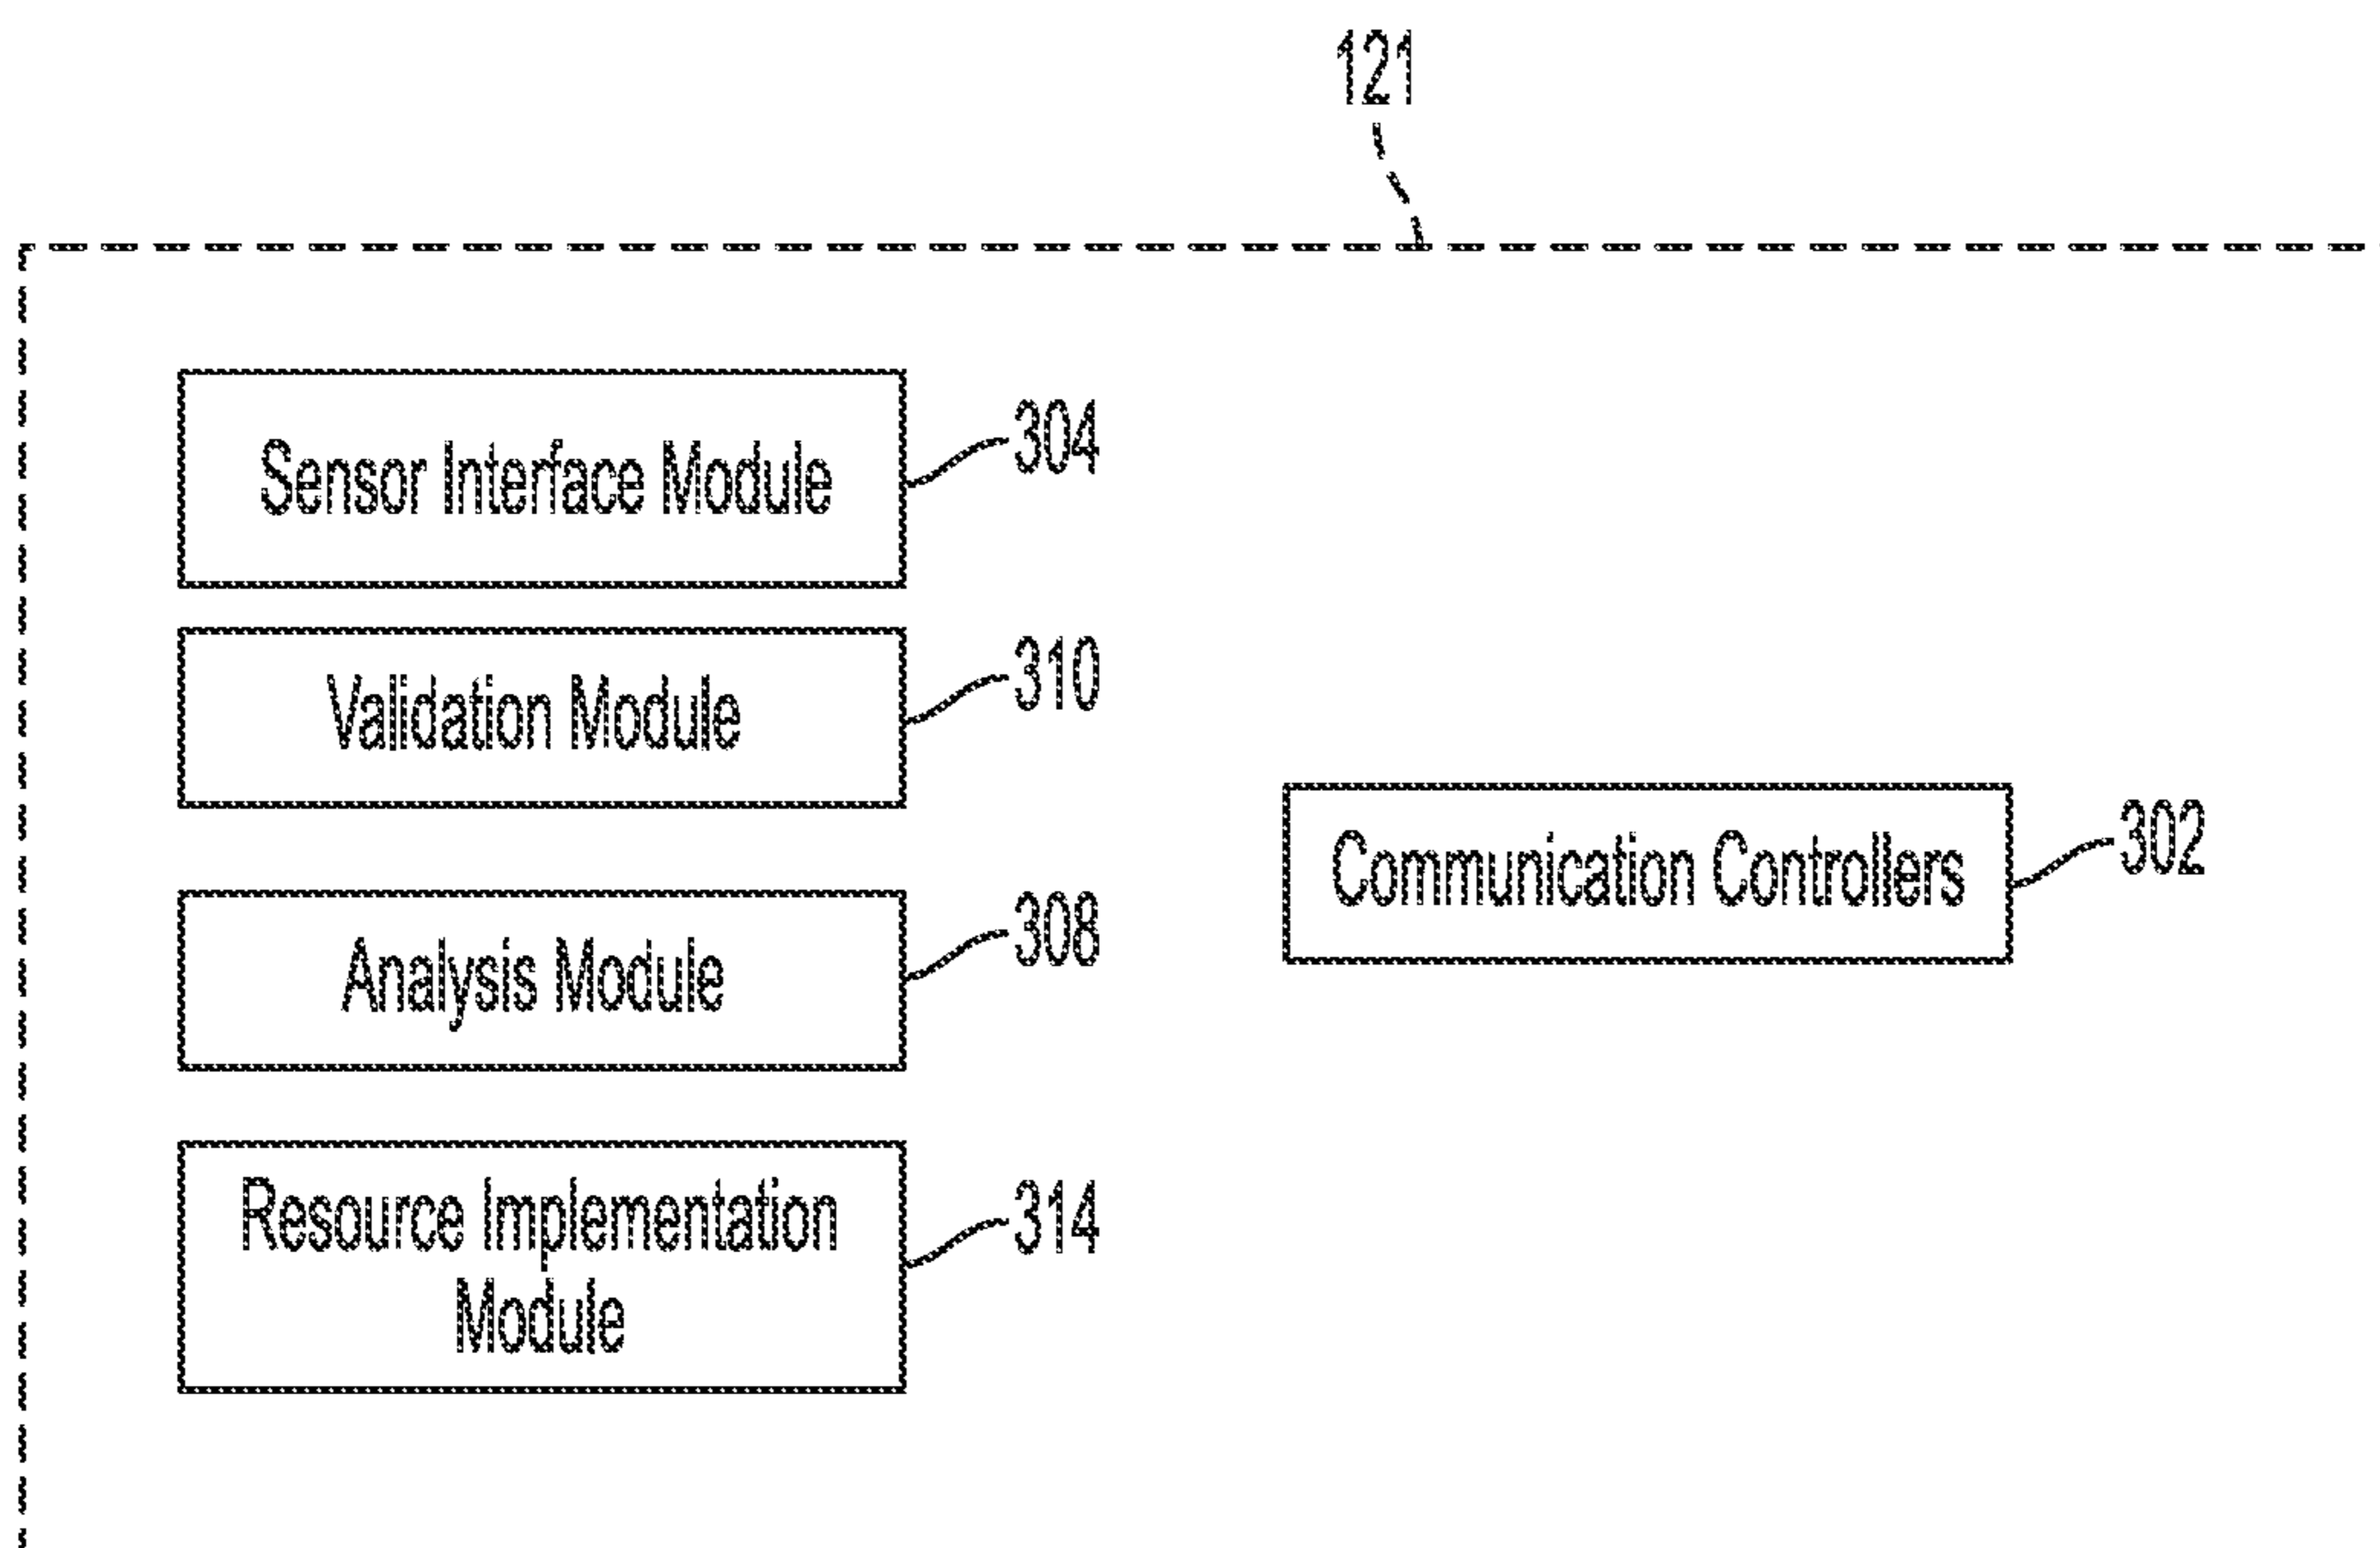 121
Sensor Interface Module
304
Validation Module
310
Analysis Module
308
Communication Controllers
302
Resource Implementation
Module
314